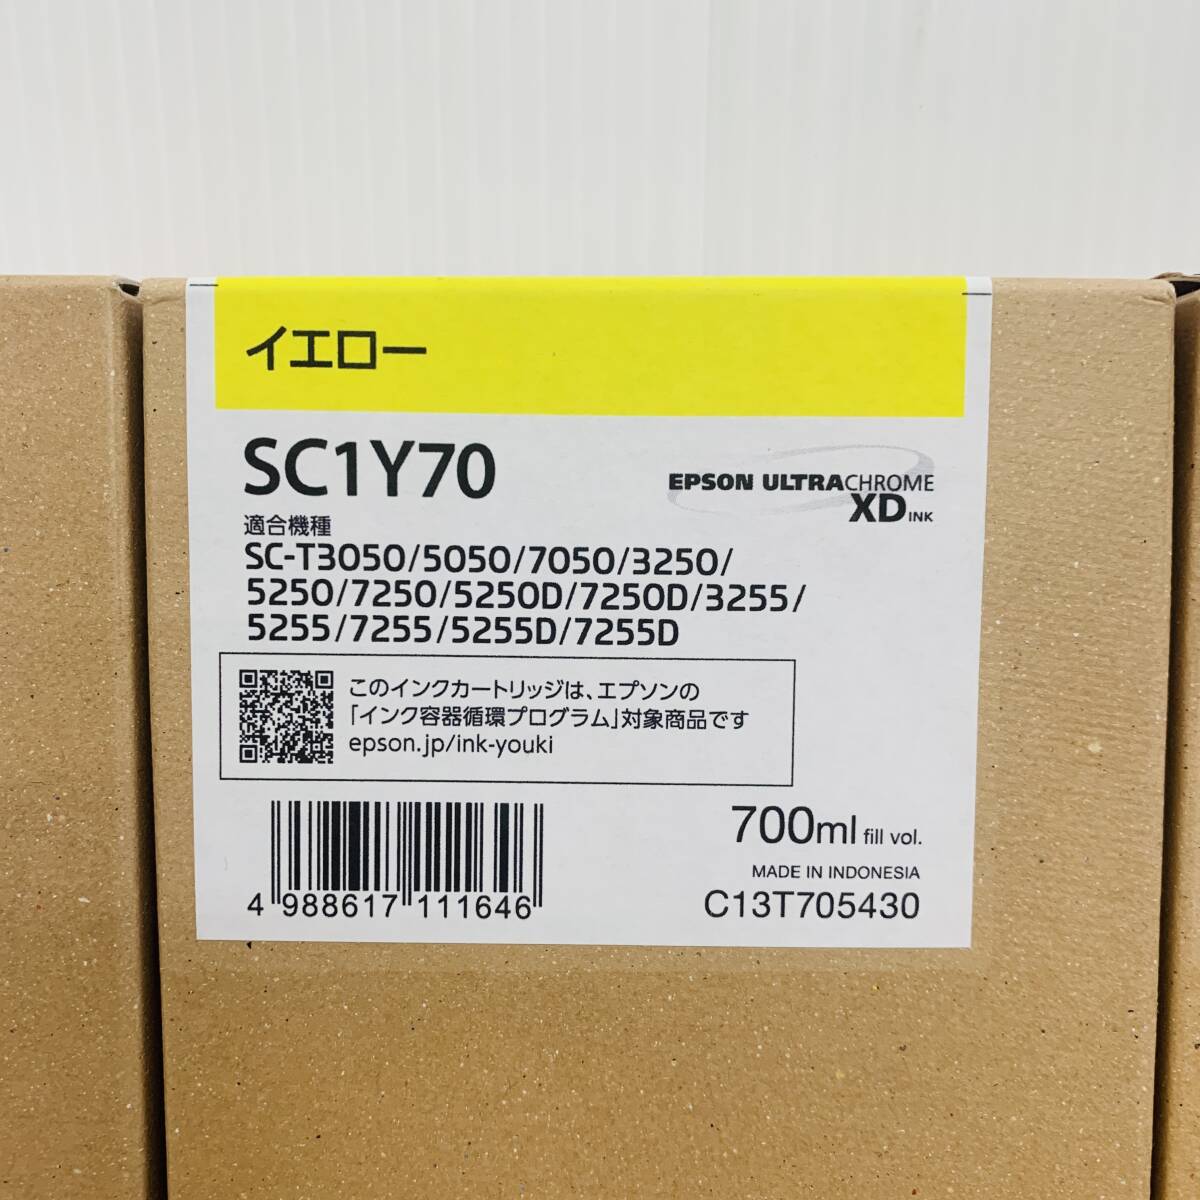 イエロー
SC1Y70
EPSON ULTRACHROME
XD INK
適合機種
SC-T3050/5050/7050/3250/
5250/7250/5250D/7250D/3255/
5255/7255/5255D/7255D
このインクカートリッジは、エプソンの
「インク容器循環プログラム」対象商品です
epson.jp/ink-youki
700ml fill vol.
MADE IN INDONESIA
C13T705430
4 988617 111646